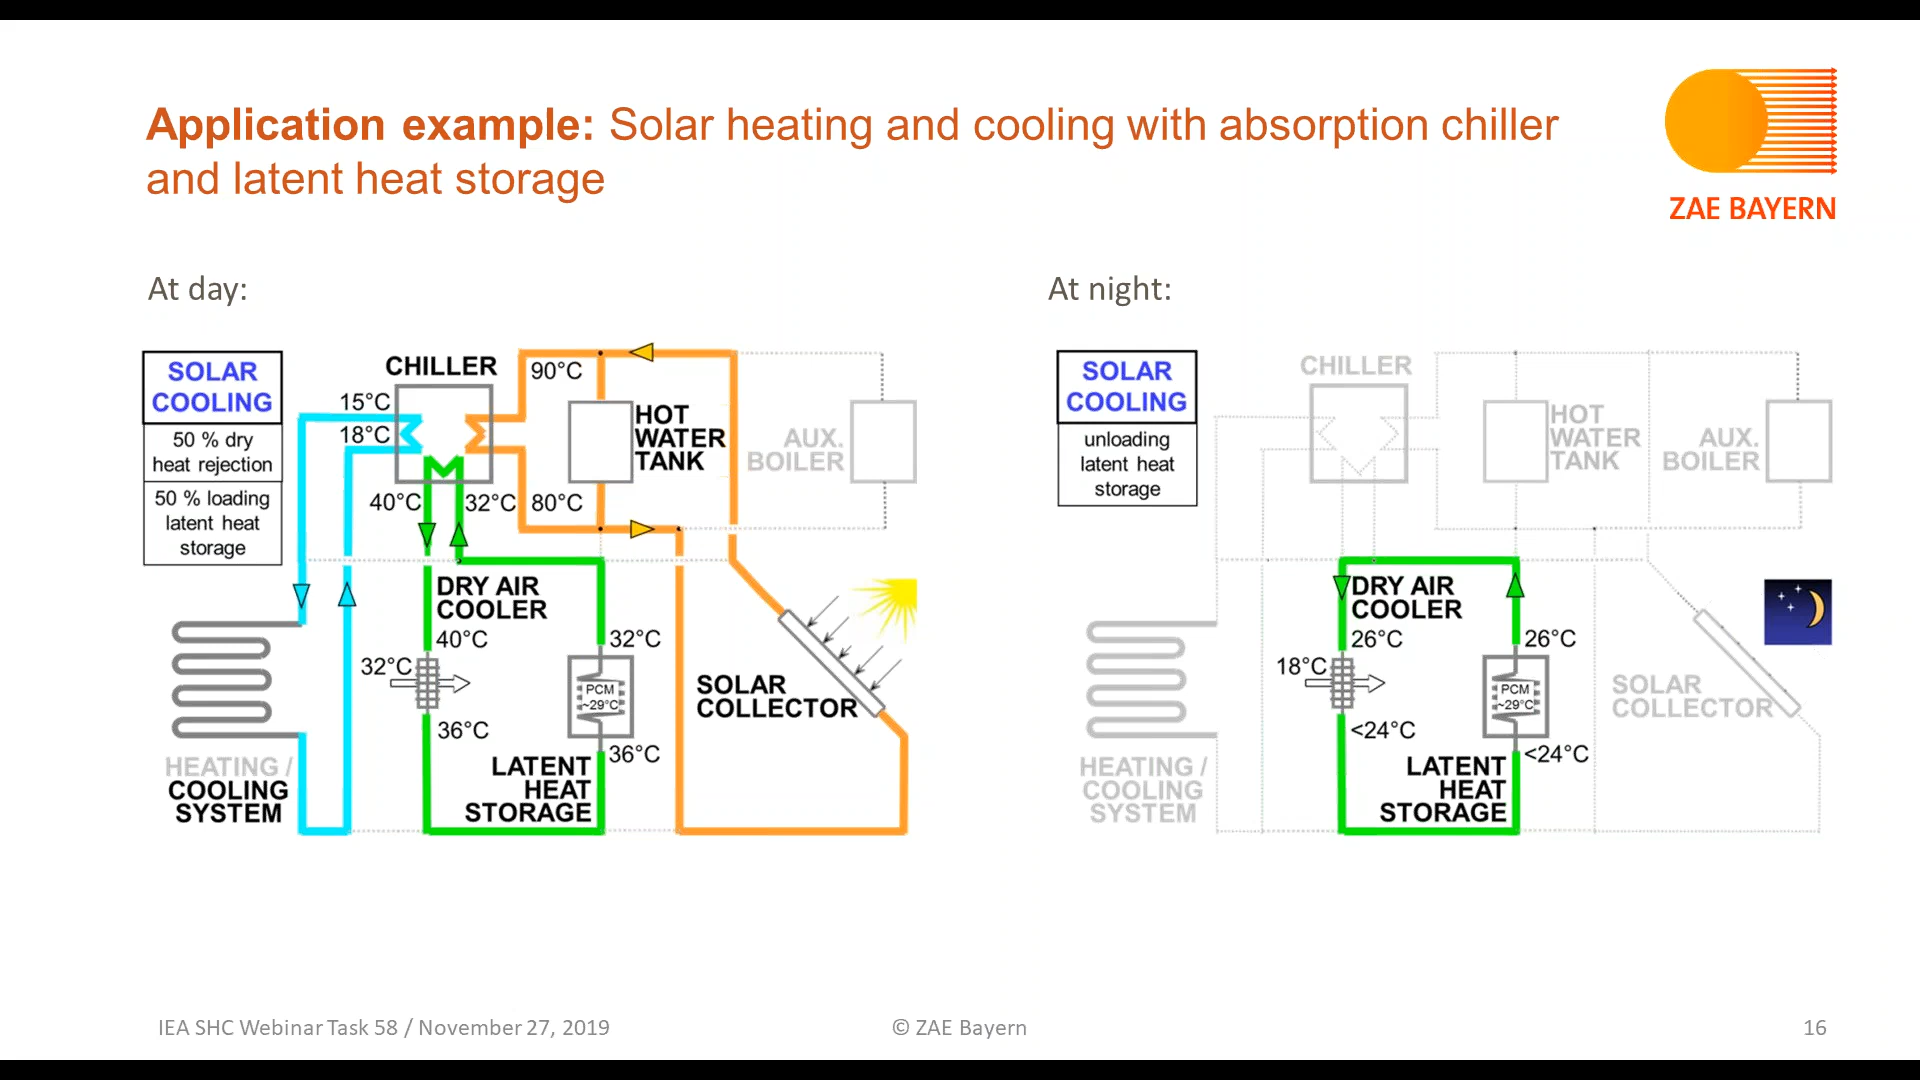 Application example: Solar heating and cooling with absorption chiller
and latent heat storage
ZAE BAYERN
At day:
SOLAR
COOLING
50 % dry
heat rejection
50 % loading
latent heat
storage
CHILLER
15°C
18°C
40°C
32°C
90°C
80°C
HOT
WATER
TANK
AUX.
BOILER
DRY AIR
COOLER
40°C
32°C
36°C
32°C
PCM
~29°C
36°C
LATENT
HEAT
STORAGE
SOLAR
COLLECTOR
HEATING /
COOLING
SYSTEM
At night:
SOLAR
COOLING
unloading
latent heat
storage
CHILLER
HOT
WATER
TANK
AUX.
BOILER
DRY AIR
COOLER
26°C
18°C
<24°C
26°C
PCM
~29°C
<24°C
LATENT
HEAT
STORAGE
SOLAR
COLLECTOR
HEATING /
COOLING
SYSTEM
IEA SHC Webinar Task 58 / November 27, 2019
© ZAE Bayern
16